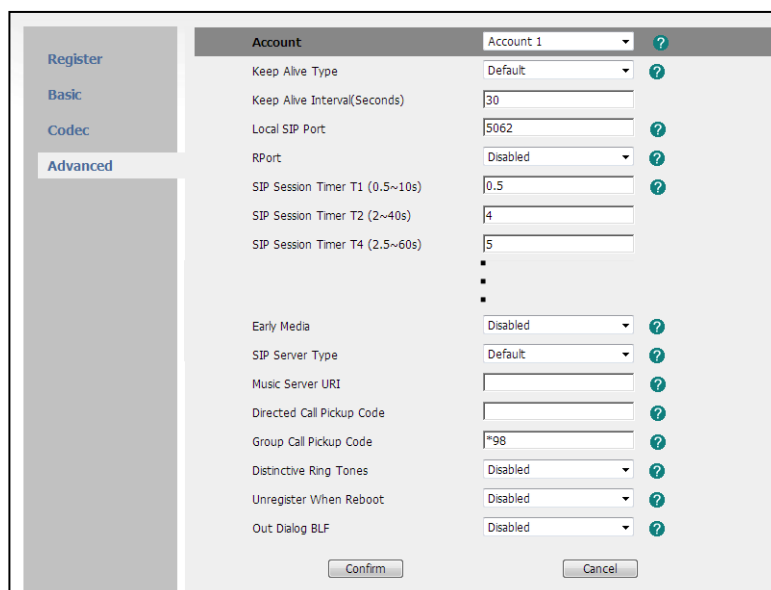 Register
Basic
Codec
Advanced
Account Account 1 ?
Keep Alive Type Default ?
Keep Alive Interval(Seconds) 30
Local SIP Port 5062 ?
RPort Disabled ?
SIP Session Timer T1 (0.5~10s) 0.5 ?
SIP Session Timer T2 (2~40s) 4
SIP Session Timer T4 (2.5~60s) 5
Early Media Disabled ?
SIP Server Type Default ?
Music Server URI ?
Directed Call Pickup Code ?
Group Call Pickup Code *98 ?
Distinctive Ring Tones Disabled ?
Unregister When Reboot Disabled ?
Out Dialog BLF Disabled ?
Confirm Cancel